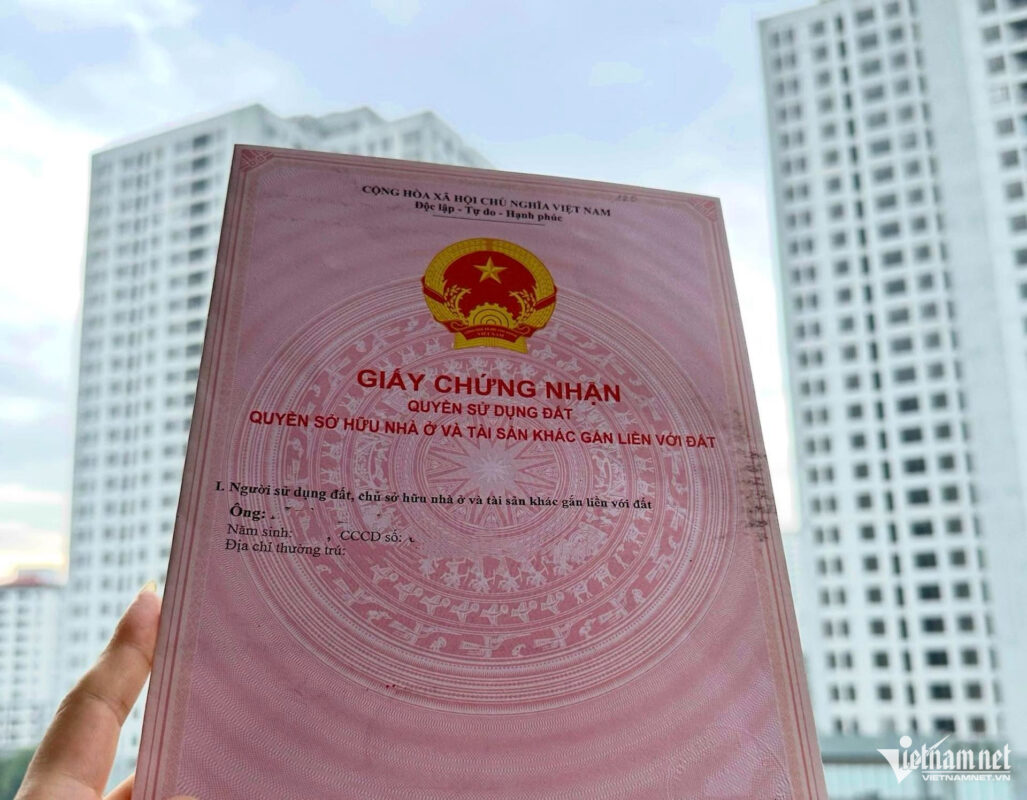 CỘNG HÒA XÃ HỘI CHỦ NGHĨA VIỆT NAM
Độc lập - Tự do - Hạnh phúc
GIẤY CHỨNG NHẬN
QUYỀN SỬ DỤNG ĐẤT
QUYỀN SỞ HỮU NHÀ Ở VÀ TÀI SẢN KHÁC GẮN LIỀN VỚI ĐẤT
I. Người sử dụng đất, chủ sở hữu nhà ở và tài sản khác gắn liền với đất
Ông:
Năm sinh: , CCCD số:
Địa chỉ thường trú:
vietnamnet
VIETNAMNET.VN